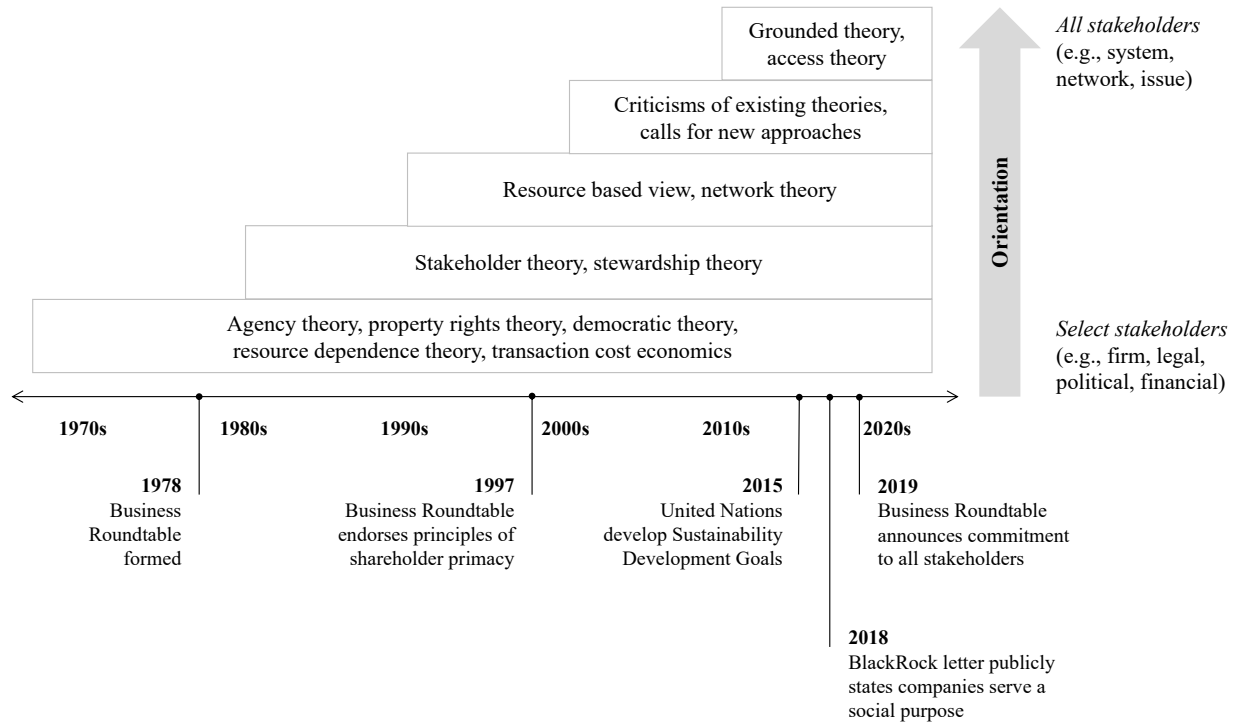 Grounded theory,
access theory
Criticisms of existing theories,
calls for new approaches
Resource based view, network theory
Stakeholder theory, stewardship theory
Agency theory, property rights theory, democratic theory,
resource dependence theory, transaction cost economics
All stakeholders
(e.g., system,
network, issue)
Orientation
Select stakeholders
(e.g., firm, legal,
political, financial)
1970s
1980s
1990s
2000s
2010s
2020s
1978
Business
Roundtable
formed
1997
Business Roundtable
endorses principles of
shareholder primacy
2015
United Nations
develop Sustainability
Development Goals
2019
Business Roundtable
announces commitment
to all stakeholders
2018
BlackRock letter publicly
states companies serve a
social purpose